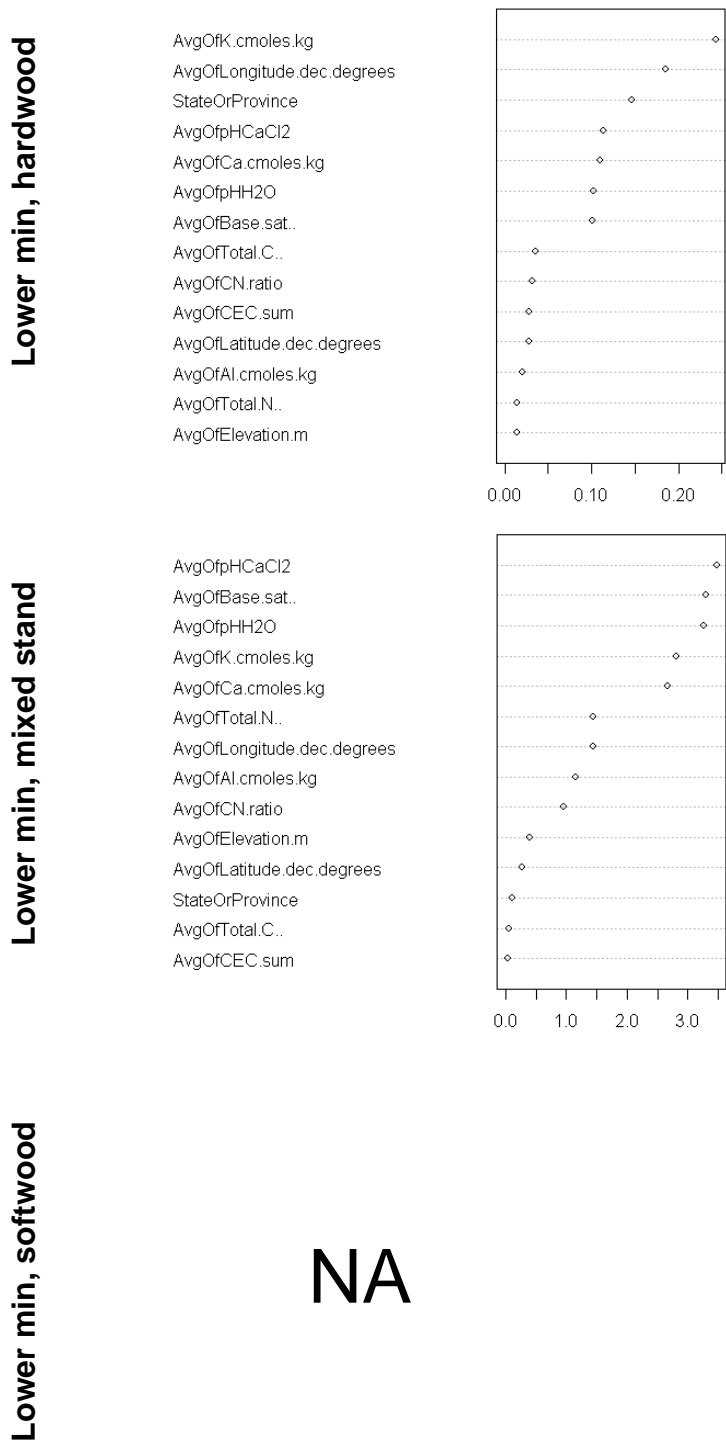 Lower min, hardwood
AvgOfK.cmoles.kg
AvgOfLongitude.dec.degrees
StateOrProvince
AvgOfpHCaCl2
AvgOfCa.cmoles.kg
AvgOfpHH2O
AvgOfBase.sat..
AvgOfTotal.C..
AvgOfCN.ratio
AvgOfCEC.sum
AvgOfLatitude.dec.degrees
AvgOfAl.cmoles.kg
AvgOfTotal.N..
AvgOfElevation.m
0.00 0.10 0.20
Lower min, mixed stand
AvgOfpHCaCl2
AvgOfBase.sat..
AvgOfpHH2O
AvgOfK.cmoles.kg
AvgOfCa.cmoles.kg
AvgOfTotal.N..
AvgOfLongitude.dec.degrees
AvgOfAl.cmoles.kg
AvgOfCN.ratio
AvgOfElevation.m
AvgOfLatitude.dec.degrees
StateOrProvince
AvgOfTotal.C..
AvgOfCEC.sum
0.0 1.0 2.0 3.0
Lower min, softwood
NA